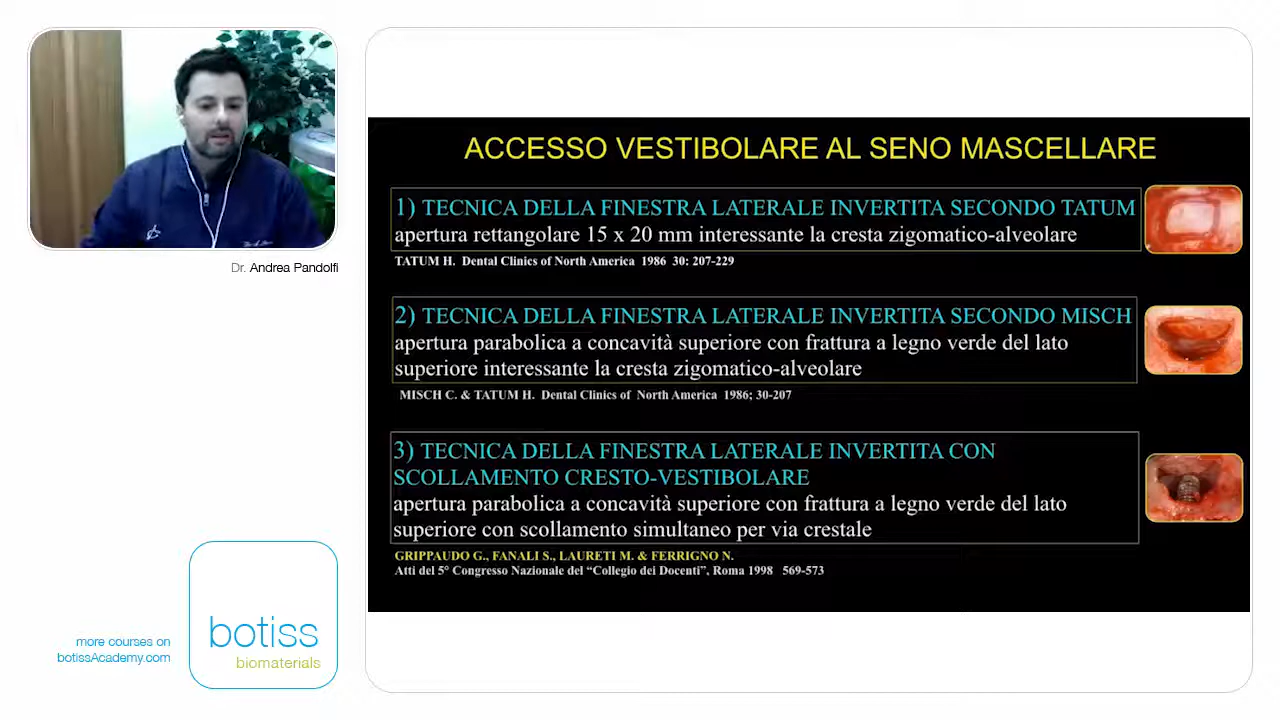 Dr. Andrea Pandolfi
ACCESSO VESTIBOLARE AL SENO MASCELLARE
1) TECNICA DELLA FINESTRA LATERALE INVERTITA SECONDO TATUM
apertura rettangolare 15 x 20 mm interessante la cresta zigomatico-alveolare
TATUM H. Dental Clinics of North America 1986 30: 207-229
2) TECNICA DELLA FINESTRA LATERALE INVERTITA SECONDO MISCH
apertura parabolica a concavità superiore con frattura a legno verde del lato
superiore interessante la cresta zigomatico-alveolare
MISCH C. & TATUM H. Dental Clinics of North America 1986; 30-207
3) TECNICA DELLA FINESTRA LATERALE INVERTITA CON
SCOLLAMENTO CRESTO-VESTIBOLARE
apertura parabolica a concavità superiore con frattura a legno verde del lato
superiore con scollamento simultaneo per via crestale
GRIPPAUDO G., FANALI S., LAURETI M. & FERRIGNO N.
Atti del 5° Congresso Nazionale del “Collegio dei Docenti”, Roma 1998 569-573
more courses on
botissAcademy.com
botiss
biomaterials